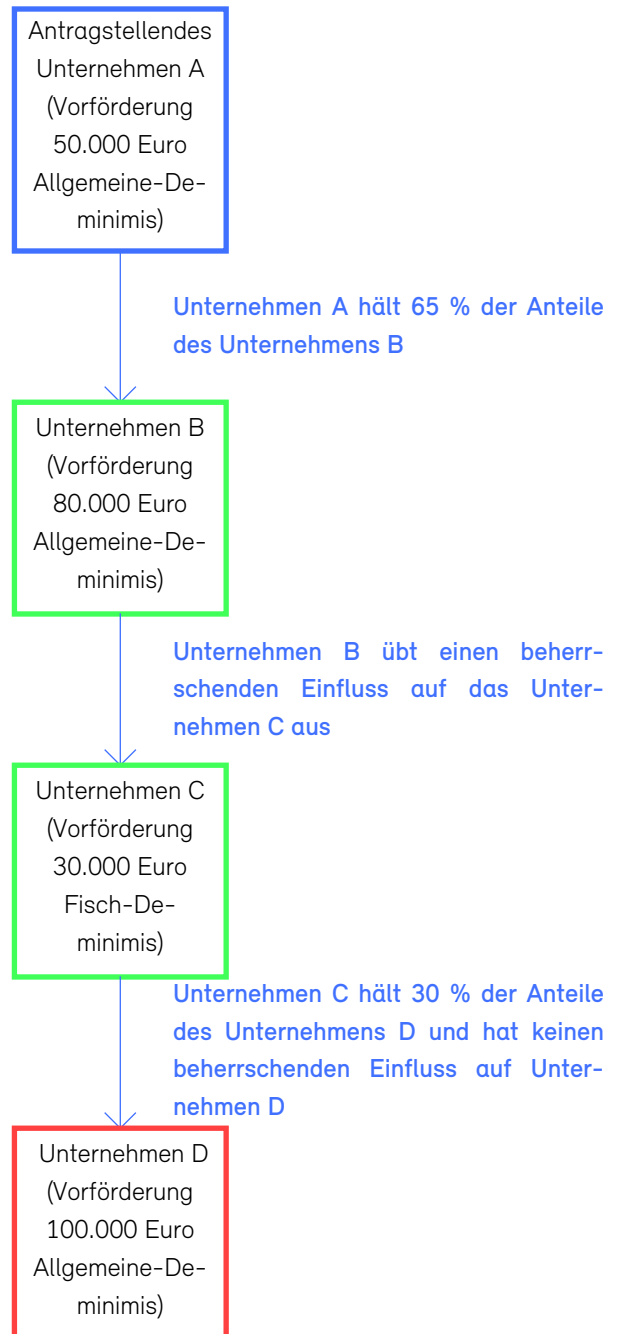 Antragstellendes
Unternehmen A
(Vorförderung
50.000 Euro
Allgemeine-De-
minimis)
Unternehmen A hält 65 % der Anteile
des Unternehmens B
Unternehmen B
(Vorförderung
80.000 Euro
Allgemeine-De-
minimis)
Unternehmen B übt einen beherr-
schenden Einfluss auf das Unter-
nehmen C aus
Unternehmen C
(Vorförderung
30.000 Euro
Fisch-De-
minimis)
Unternehmen C hält 30 % der Anteile
des Unternehmens D und hat keinen
beherrschenden Einfluss auf Unter-
nehmen D
Unternehmen D
(Vorförderung
100.000 Euro
Allgemeine-De-
minimis)